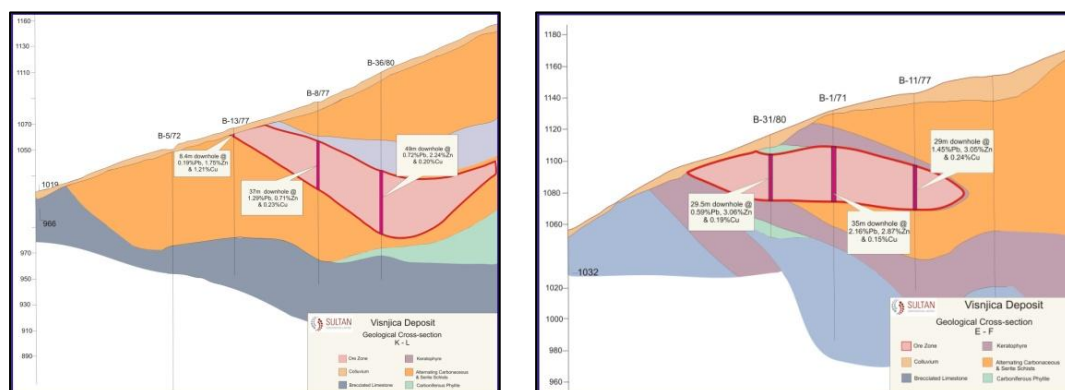 1160
1130
1110
1090
1070
1050
1019
966
970
950
930
910
890
860
B-5/72
B-13/77
B-8/77
B-36/80
8.4m downhole @
0.19%Pb, 1.75%Zn
& 1.21%Cu
37m downhole @
1.29%Pb, 0.71%Zn
& 0.23%Cu
49m downhole @
0.72%Pb, 2.24%Zn
& 0.20%Cu
SULTAN
Visnjica Deposit
Geological Cross-section
K - L
Ore Zone
Colluvium
Brecciated Limestone
Keratophyre
Alternating Carbonaceous
& Serite Schists
Carboniferous Phyllite
1180
1160
1140
1120
1100
1080
1060
1032
1020
1000
980
960
B-31/80
B-1/71
B-11/77
29.5m downhole @
0.59%Pb, 3.06%Zn
& 0.19%Cu
35m downhole @
2.16%Pb, 2.87%Zn
& 0.15%Cu
29m downhole @
1.45%Pb, 3.05%Zn
& 0.24%Cu
SULTAN
Visnjica Deposit
Geological Cross-section
E - F
Ore Zone
Colluvium
Brecciated Limestone
Keratophyre
Alternating Carbonaceous
& Serite Schists
Carboniferous Phyllite